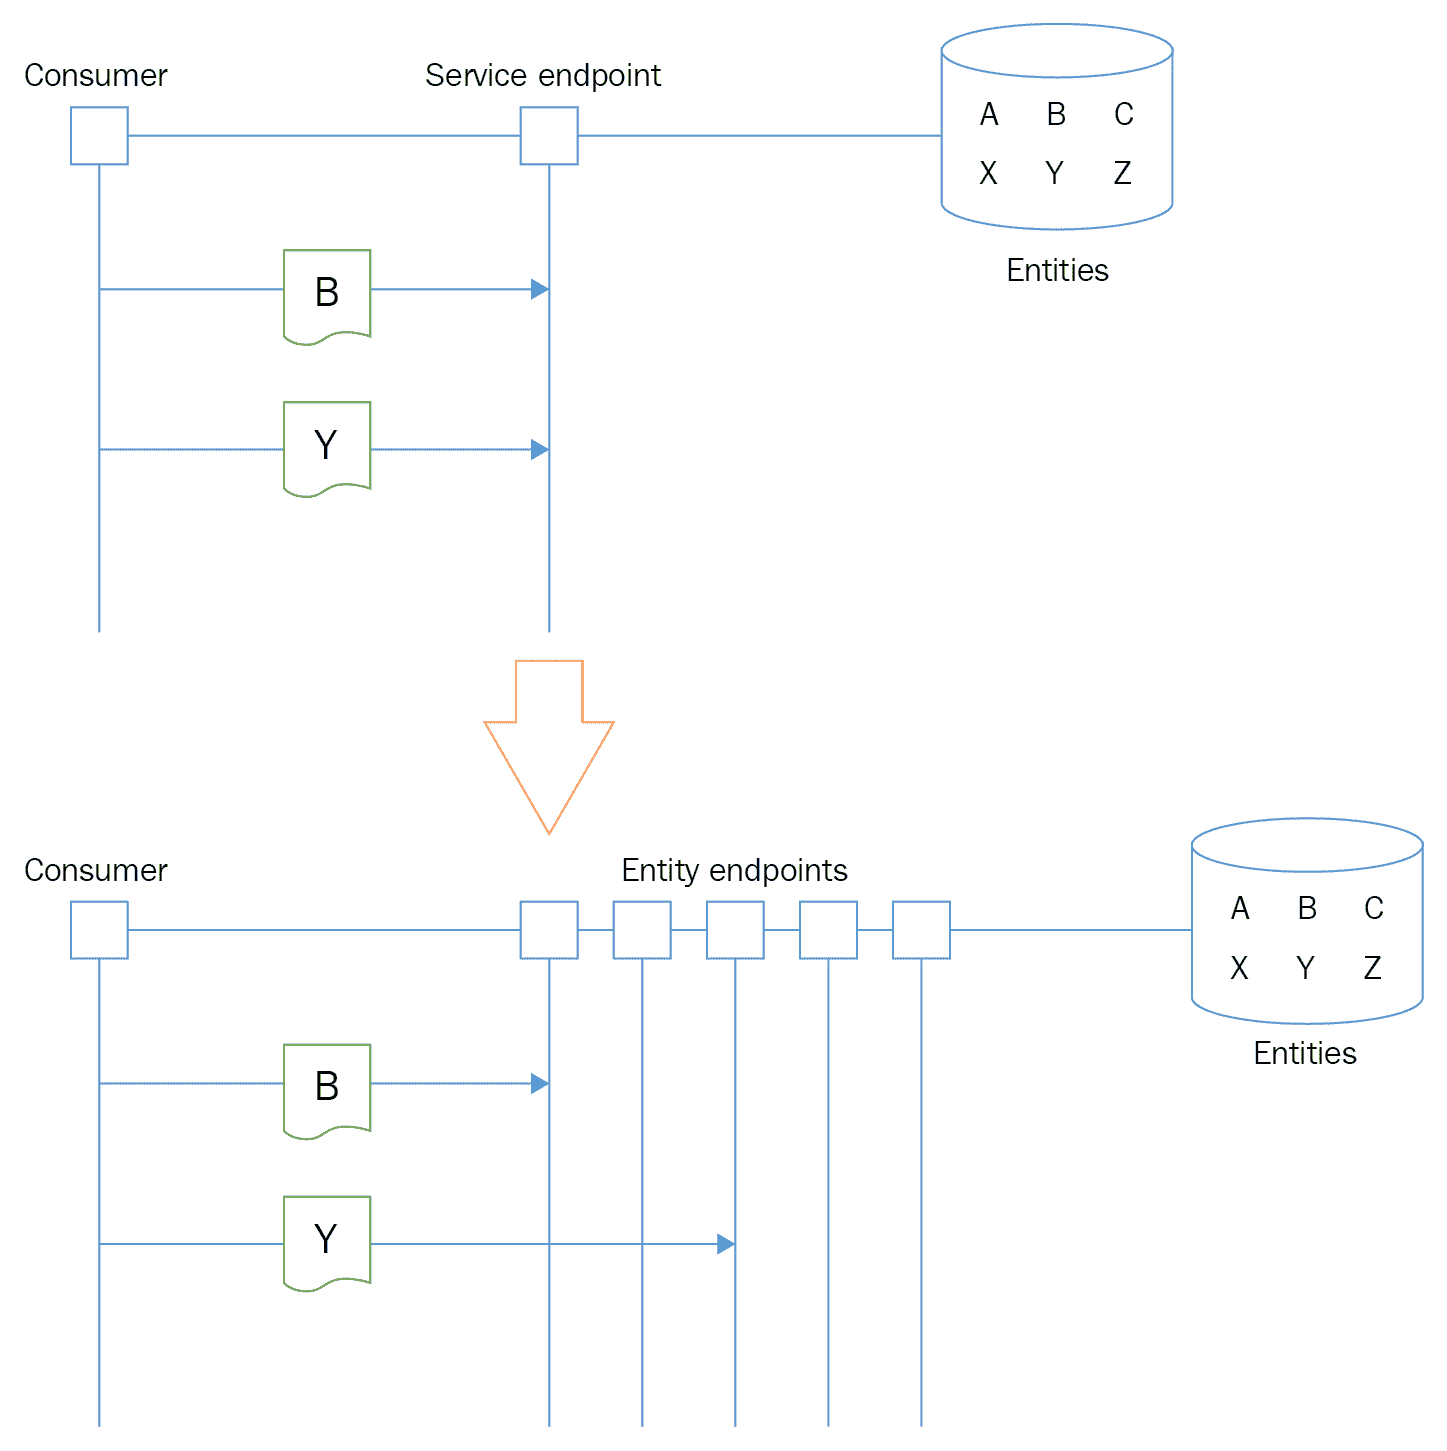 Consumer
Service endpoint
A B C
X Y Z
Entities
B
Y
Consumer
Entity endpoints
A B C
X Y Z
Entities
B
Y